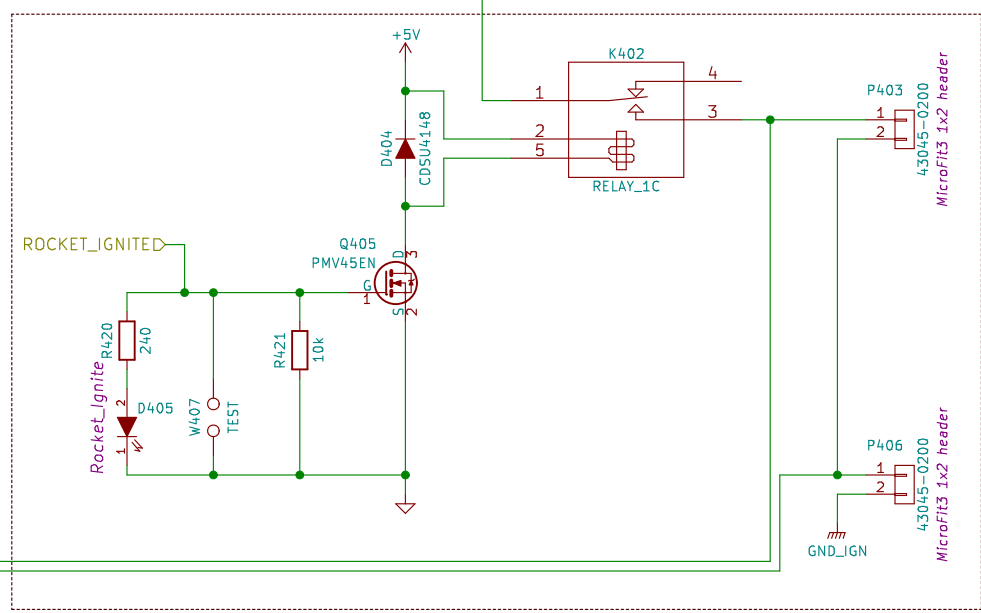 +5V
K402
1
4
3
2
5
RELAY_1C
D404
CDSU4148
P403
1
2
43045-0200
MicroFit3 1x2 header
ROCKET_IGNITED
Q405
PMV45EN
D
3
G
1
S
2
R420
240
R421
10k
Rocket_Ignite
2
D405
1
W407
TEST
P406
1
2
43045-0200
MicroFit3 1x2 header
GND_IGN